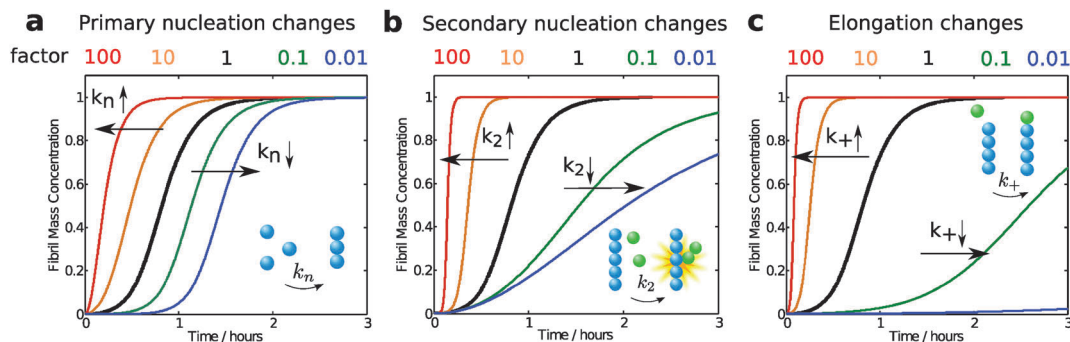 a Primary nucleation changes
factor 100 10 1 0.1 0.01
Fibril Mass Concentration
1
0.8
0.6
0.4
0.2
0
kn↑
kn↓
kn
0 1 2 3
Time / hours
b Secondary nucleation changes
100 10 1 0.1 0.01
Fibril Mass Concentration
1
0.8
0.6
0.4
0.2
0
k2↑
k2↓
k2
0 1 2 3
Time / hours
c Elongation changes
100 10 1 0.1 0.01
Fibril Mass Concentration
1
0.8
0.6
0.4
0.2
0
k+↑
k+↓
k+
0 1 2 3
Time / hours